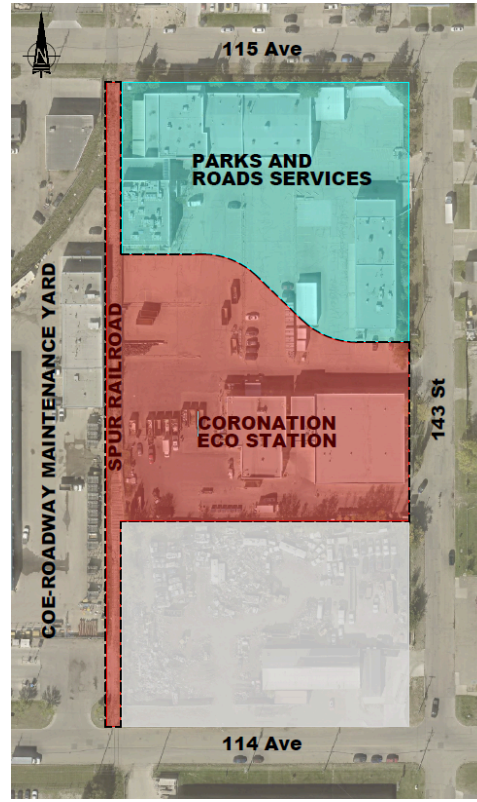 N
115 Ave
PARKS AND
ROADS SERVICES
COE-ROADWAY MAINTENANCE YARD
SPUR RAILROAD
CORONATION
ECO STATION
143 St
114 Ave